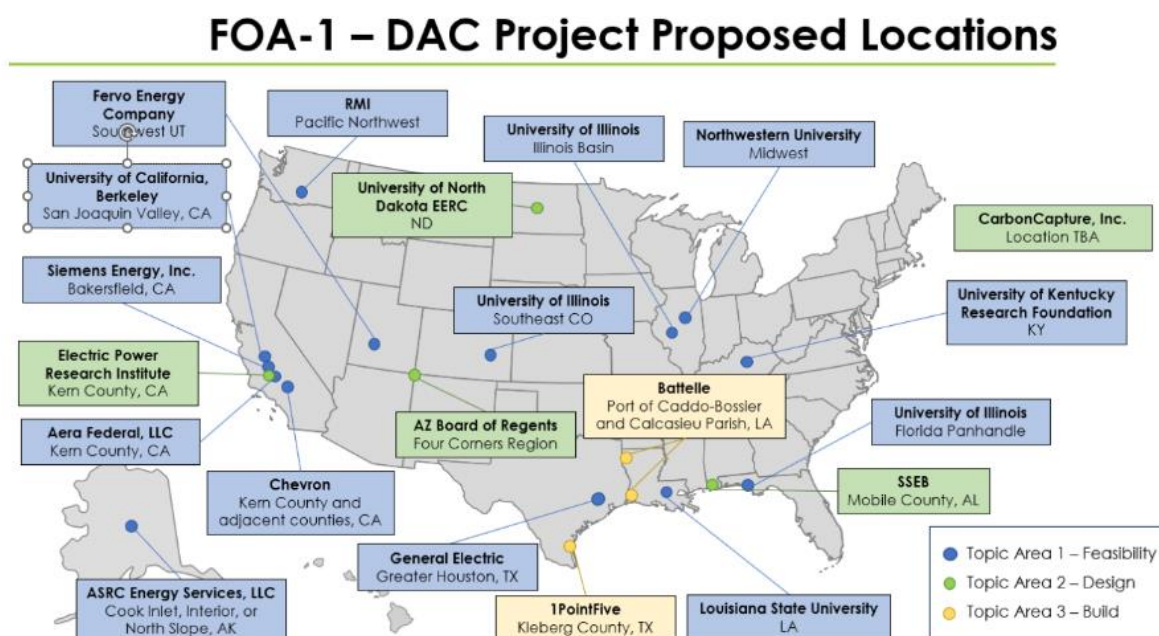 FOA-1 – DAC Project Proposed Locations
Fervo Energy
Company
Southwest UT
RMI
Pacific Northwest
University of Illinois
Illinois Basin
Northwestern University
Midwest
University of California,
Berkeley
San Joaquin Valley, CA
University of North
Dakota EERC
ND
CarbonCapture, Inc.
Location TBA
Siemens Energy, Inc.
Bakersfield, CA
University of Illinois
Southeast CO
University of Kentucky
Research Foundation
KY
Electric Power
Research Institute
Kern County, CA
Battelle
Port of Caddo-Bossier
and Calcasieu Parish, LA
AZ Board of Regents
Four Corners Region
University of Illinois
Florida Panhandle
Aera Federal, LLC
Kern County, CA
Chevron
Kern County and
adjacent counties, CA
SSEB
Mobile County, AL
General Electric
Greater Houston, TX
ASRC Energy Services, LLC
Cook Inlet, Interior, or
North Slope, AK
1PointFive
Kleberg County, TX
Louisiana State University
LA
Topic Area 1 – Feasibility
Topic Area 2 – Design
Topic Area 3 – Build